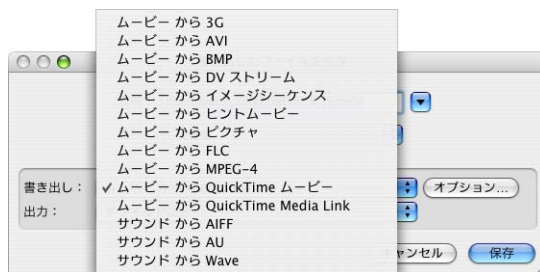 ムービー から 3G
ムービー から AVI
ムービー から BMP
ムービー から DV ストリーム
ムービー から イメージシーケンス
ムービー から ヒントムービー
ムービー から ピクチャ
ムービー から FLC
ムービー から MPEG-4
書き出し： ✓ ムービー から QuickTime ムービー オプション...
出力： ムービー から QuickTime Media Link
サウンド から AIFF
サウンド から AU
サウンド から Wave
ャンセル 保存